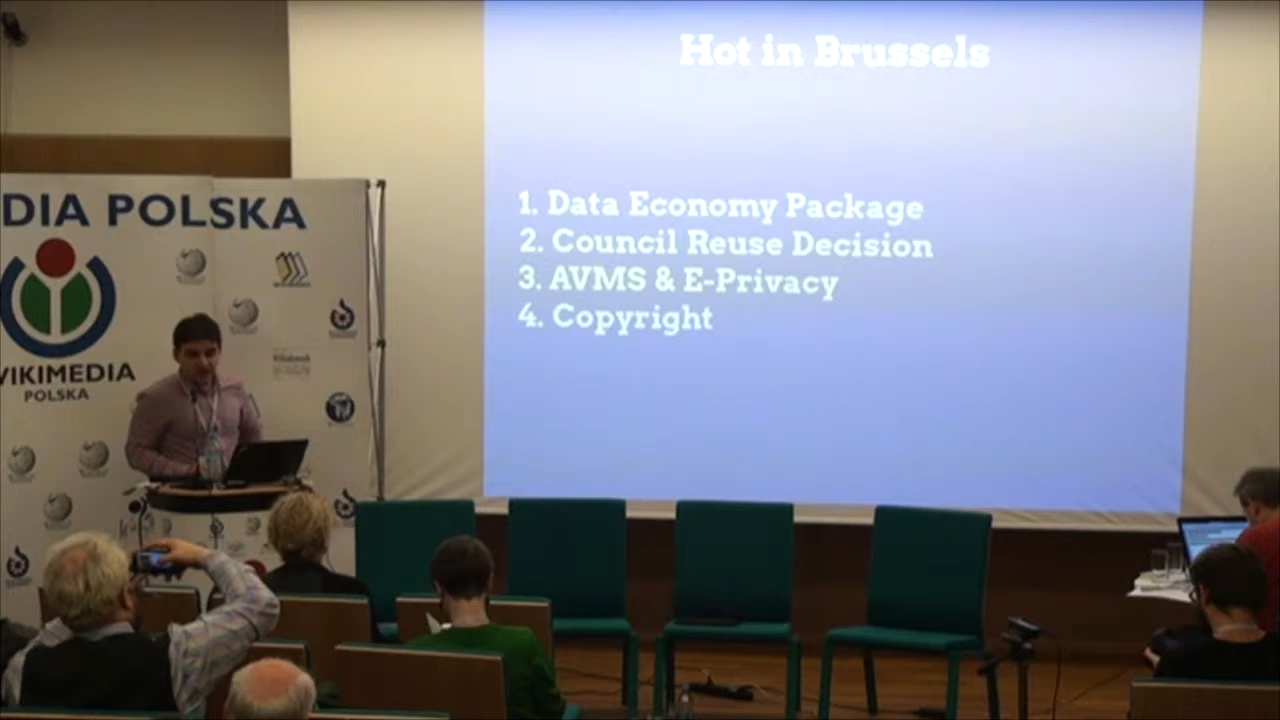 Hot in Brussels
1. Data Economy Package
2. Council Reuse Decision
3. AVMS & E-Privacy
4. Copyright
DIA POLSKA
WIKIMEDIA
POLSKA